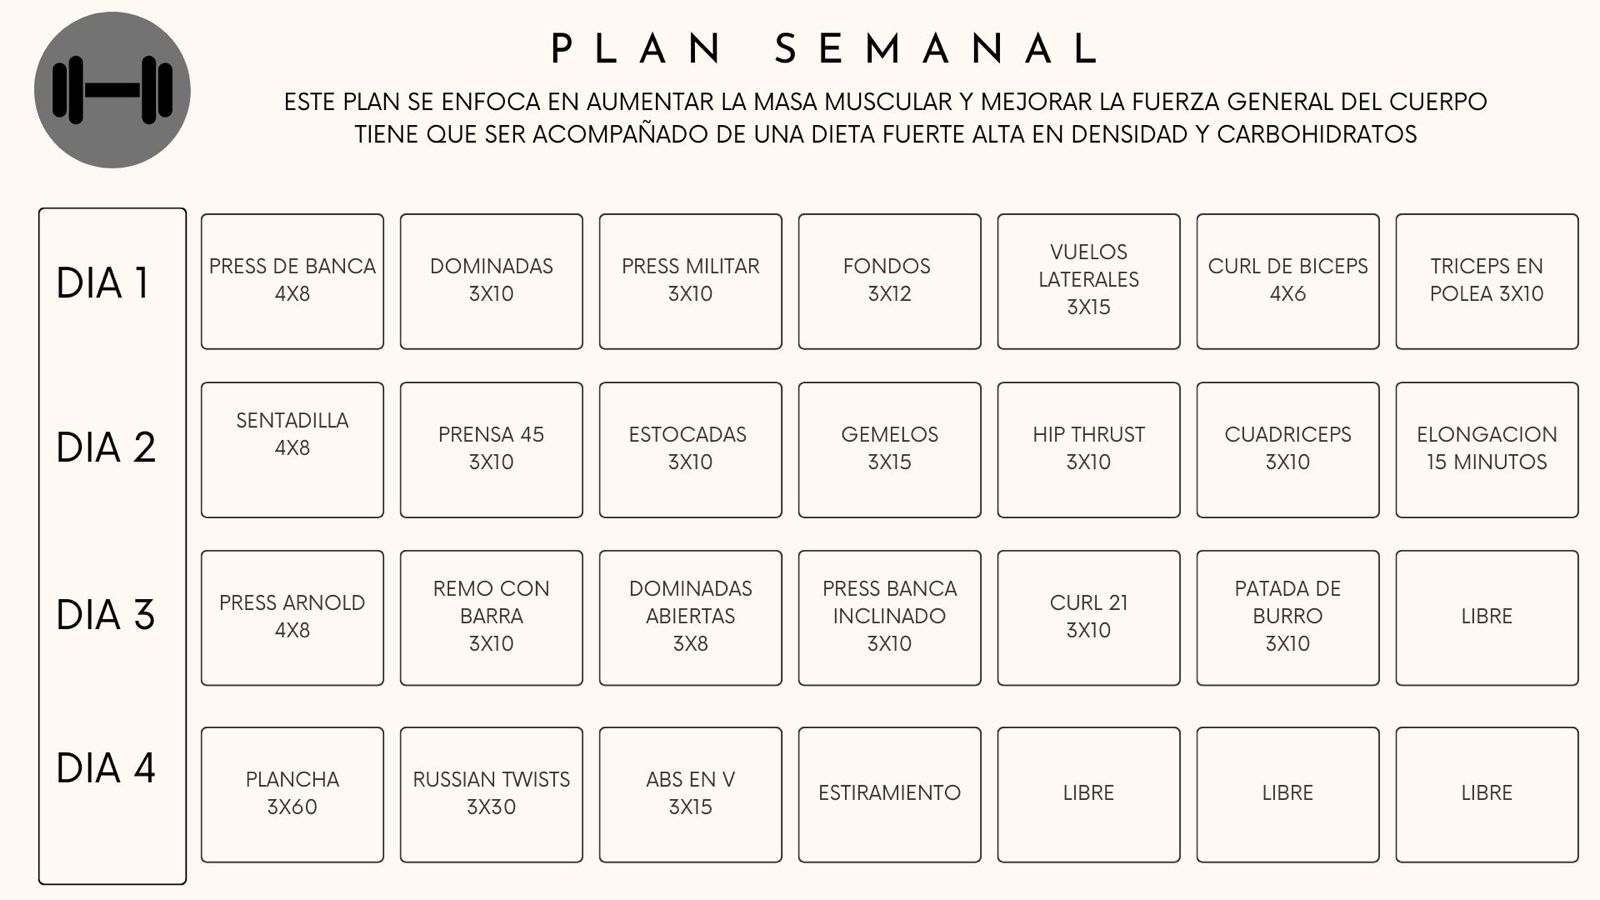 PLAN SEMANAL
ESTE PLAN SE ENFOCA EN AUMENTAR LA MASA MUSCULAR Y MEJORAR LA FUERZA GENERAL DEL CUERPO
TIENE QUE SER ACOMPAÑADO DE UNA DIETA FUERTE ALTA EN DENSIDAD Y CARBOHIDRATOS
DIA 1
PRESS DE BANCA
4X8
DOMINADAS
3X10
PRESS MILITAR
3X10
FONDOS
3X12
VUELOS
LATERALES
3X15
CURL DE BICEPS
4X6
TRICEPS EN
POLEA 3X10
DIA 2
SENTADILLA
4X8
PRENSA 45
3X10
ESTOCADAS
3X10
GEMELOS
3X15
HIP THRUST
3X10
CUADRICEPS
3X10
ELONGACION
15 MINUTOS
DIA 3
PRESS ARNOLD
4X8
REMO CON
BARRA
3X10
DOMINADAS
ABIERTAS
3X8
PRESS BANCA
INCLINADO
3X10
CURL 21
3X10
PATADA DE
BURRO
3X10
LIBRE
DIA 4
PLANCHA
3X60
RUSSIAN TWISTS
3X30
ABS EN V
3X15
ESTIRAMIENTO
LIBRE
LIBRE
LIBRE